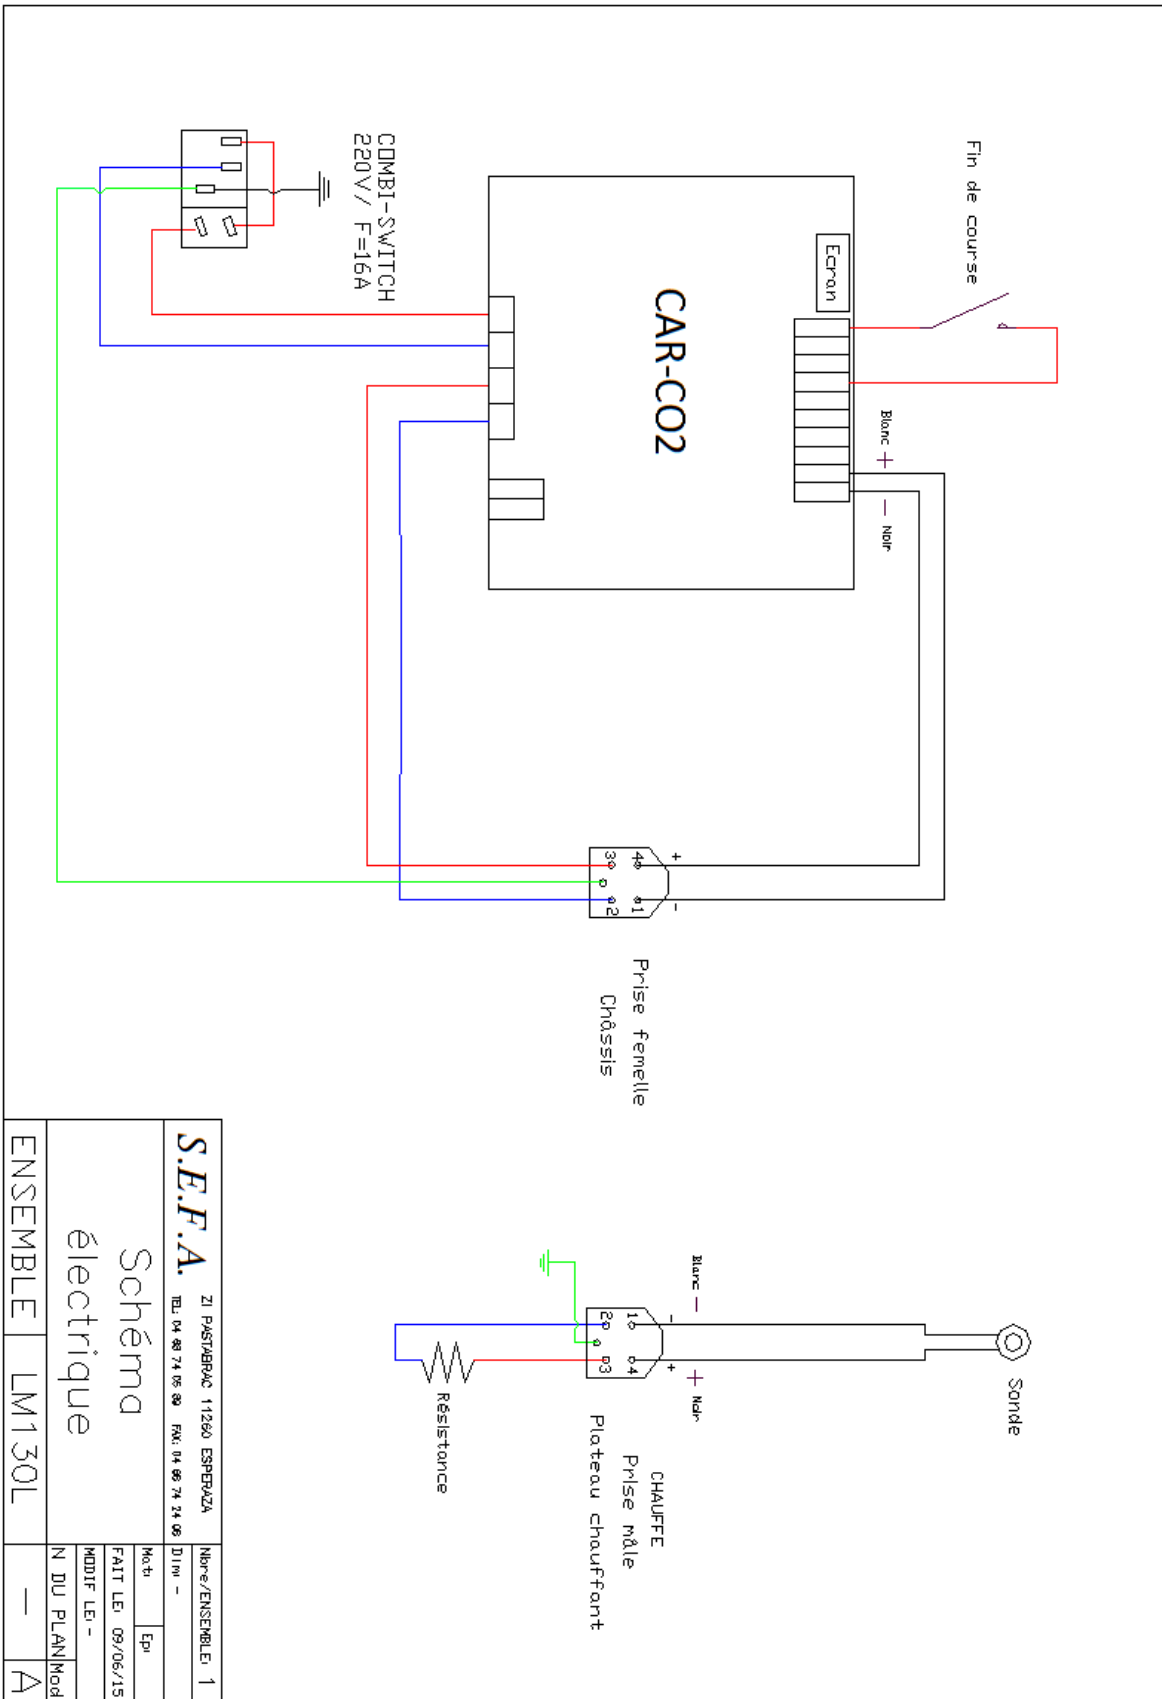 Fin de course
COMBI-SWITCH
220V/ F=16A
Ecran
CAR-CO2
Blanc + - Noir
+ -
4 1
3 2
Prise femelle
Châssis
Sonde
Blanc - + Noir
- +
1 4
2 3
CHAUFFE
Prise mâle
Plateau chauffant
Résistance
S.E.F.A.
ZI PASTABRAC 11260 ESPERAZA
TEL: 04 68 74 05 89 FAX: 04 68 74 24 08
Nbre/ENSEMBLE: 1
Dim: -
Mat: Ep:
Schéma
électrique
FAIT LE: 09/06/15
MODIF LE: -
N DU PLAN Mod
ENSEMBLE LM130L - A